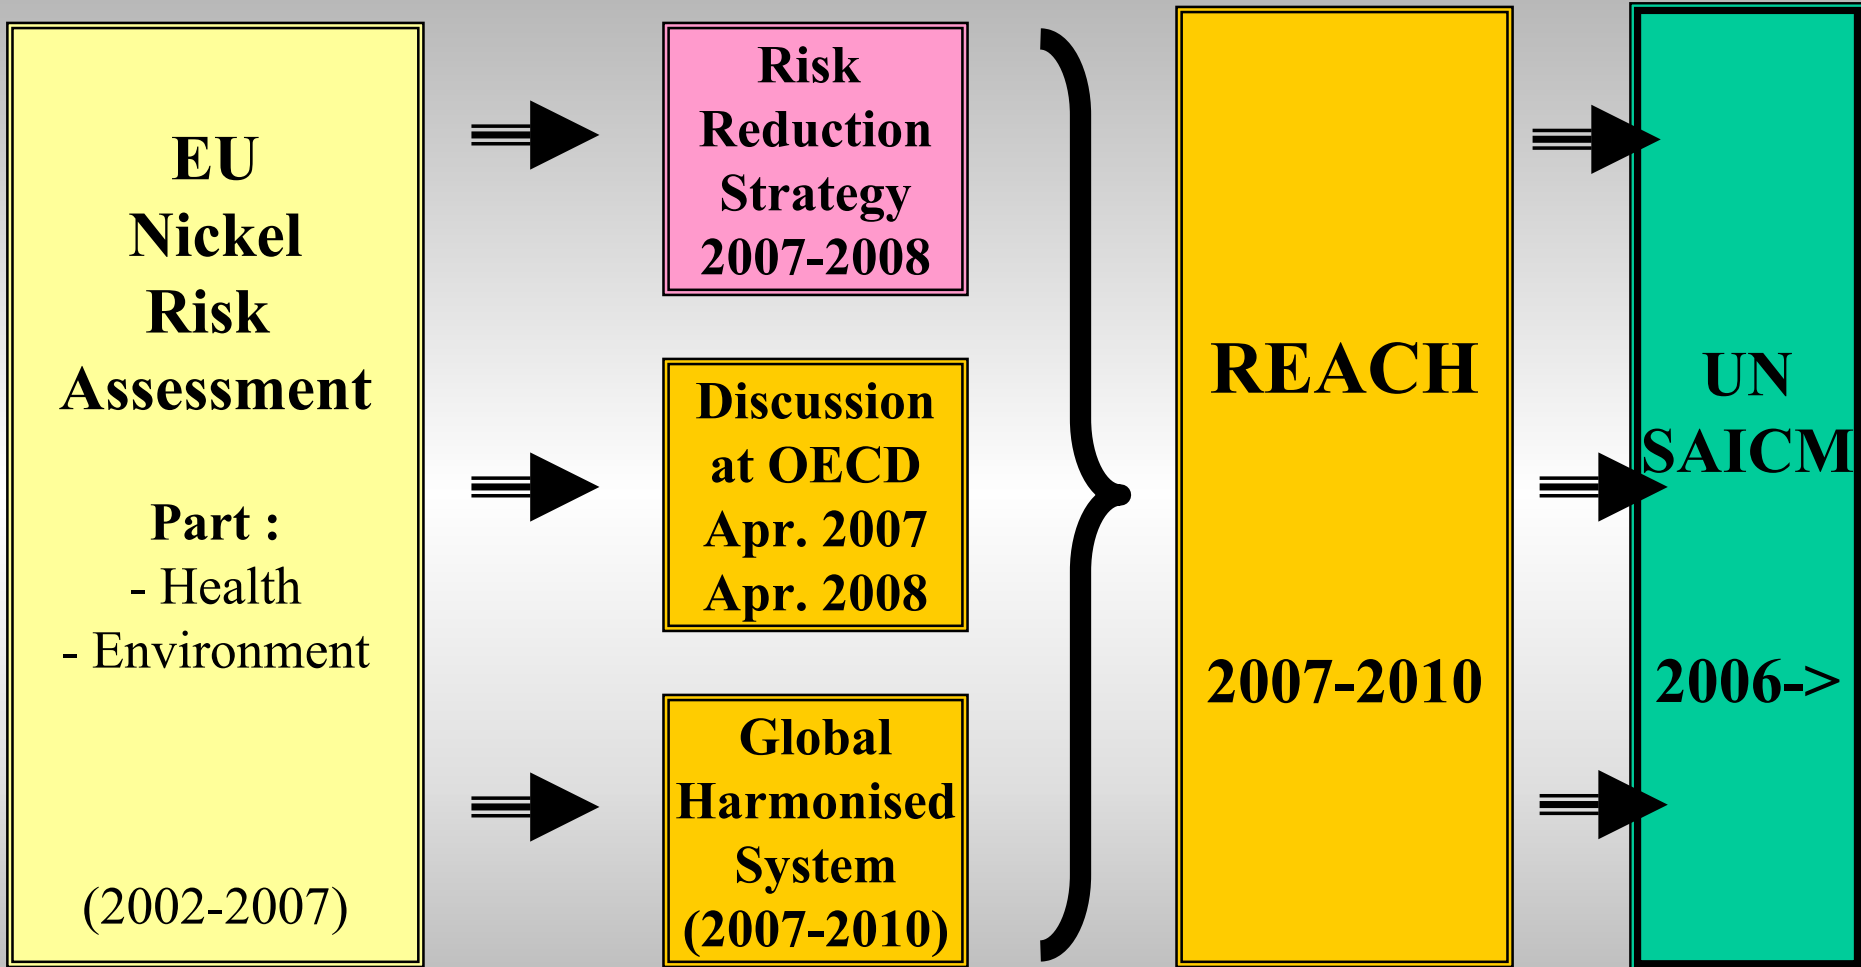 EU
Nickel
Risk
Assessment
Part :
- Health
- Environment
(2002-2007)
Risk
Reduction
Strategy
2007-2008
Discussion
at OECD
Apr. 2007
Apr. 2008
Global
Harmonised
System
(2007-2010)
REACH
2007-2010
UN
SAICM
2006->